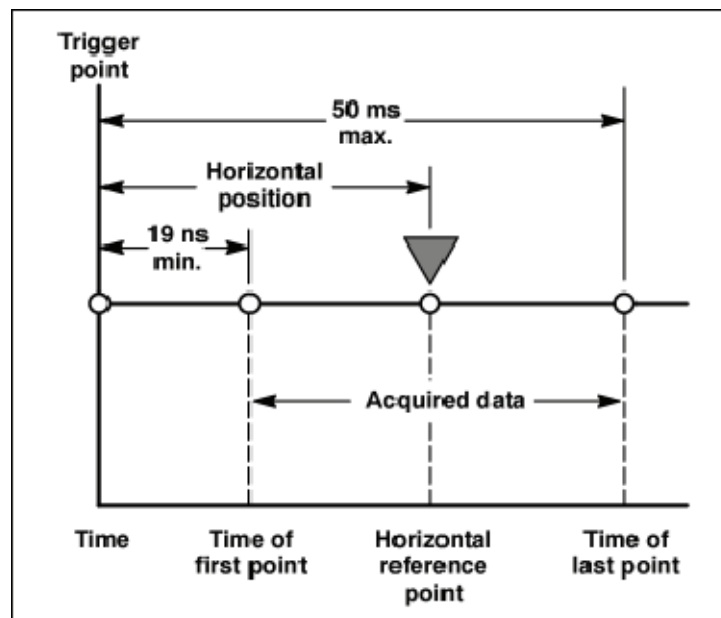 Trigger
point
50 ms
max.
Horizontal
position
19 ns
min.
Acquired data
Time
Time of
first point
Horizontal
reference
point
Time of
last point